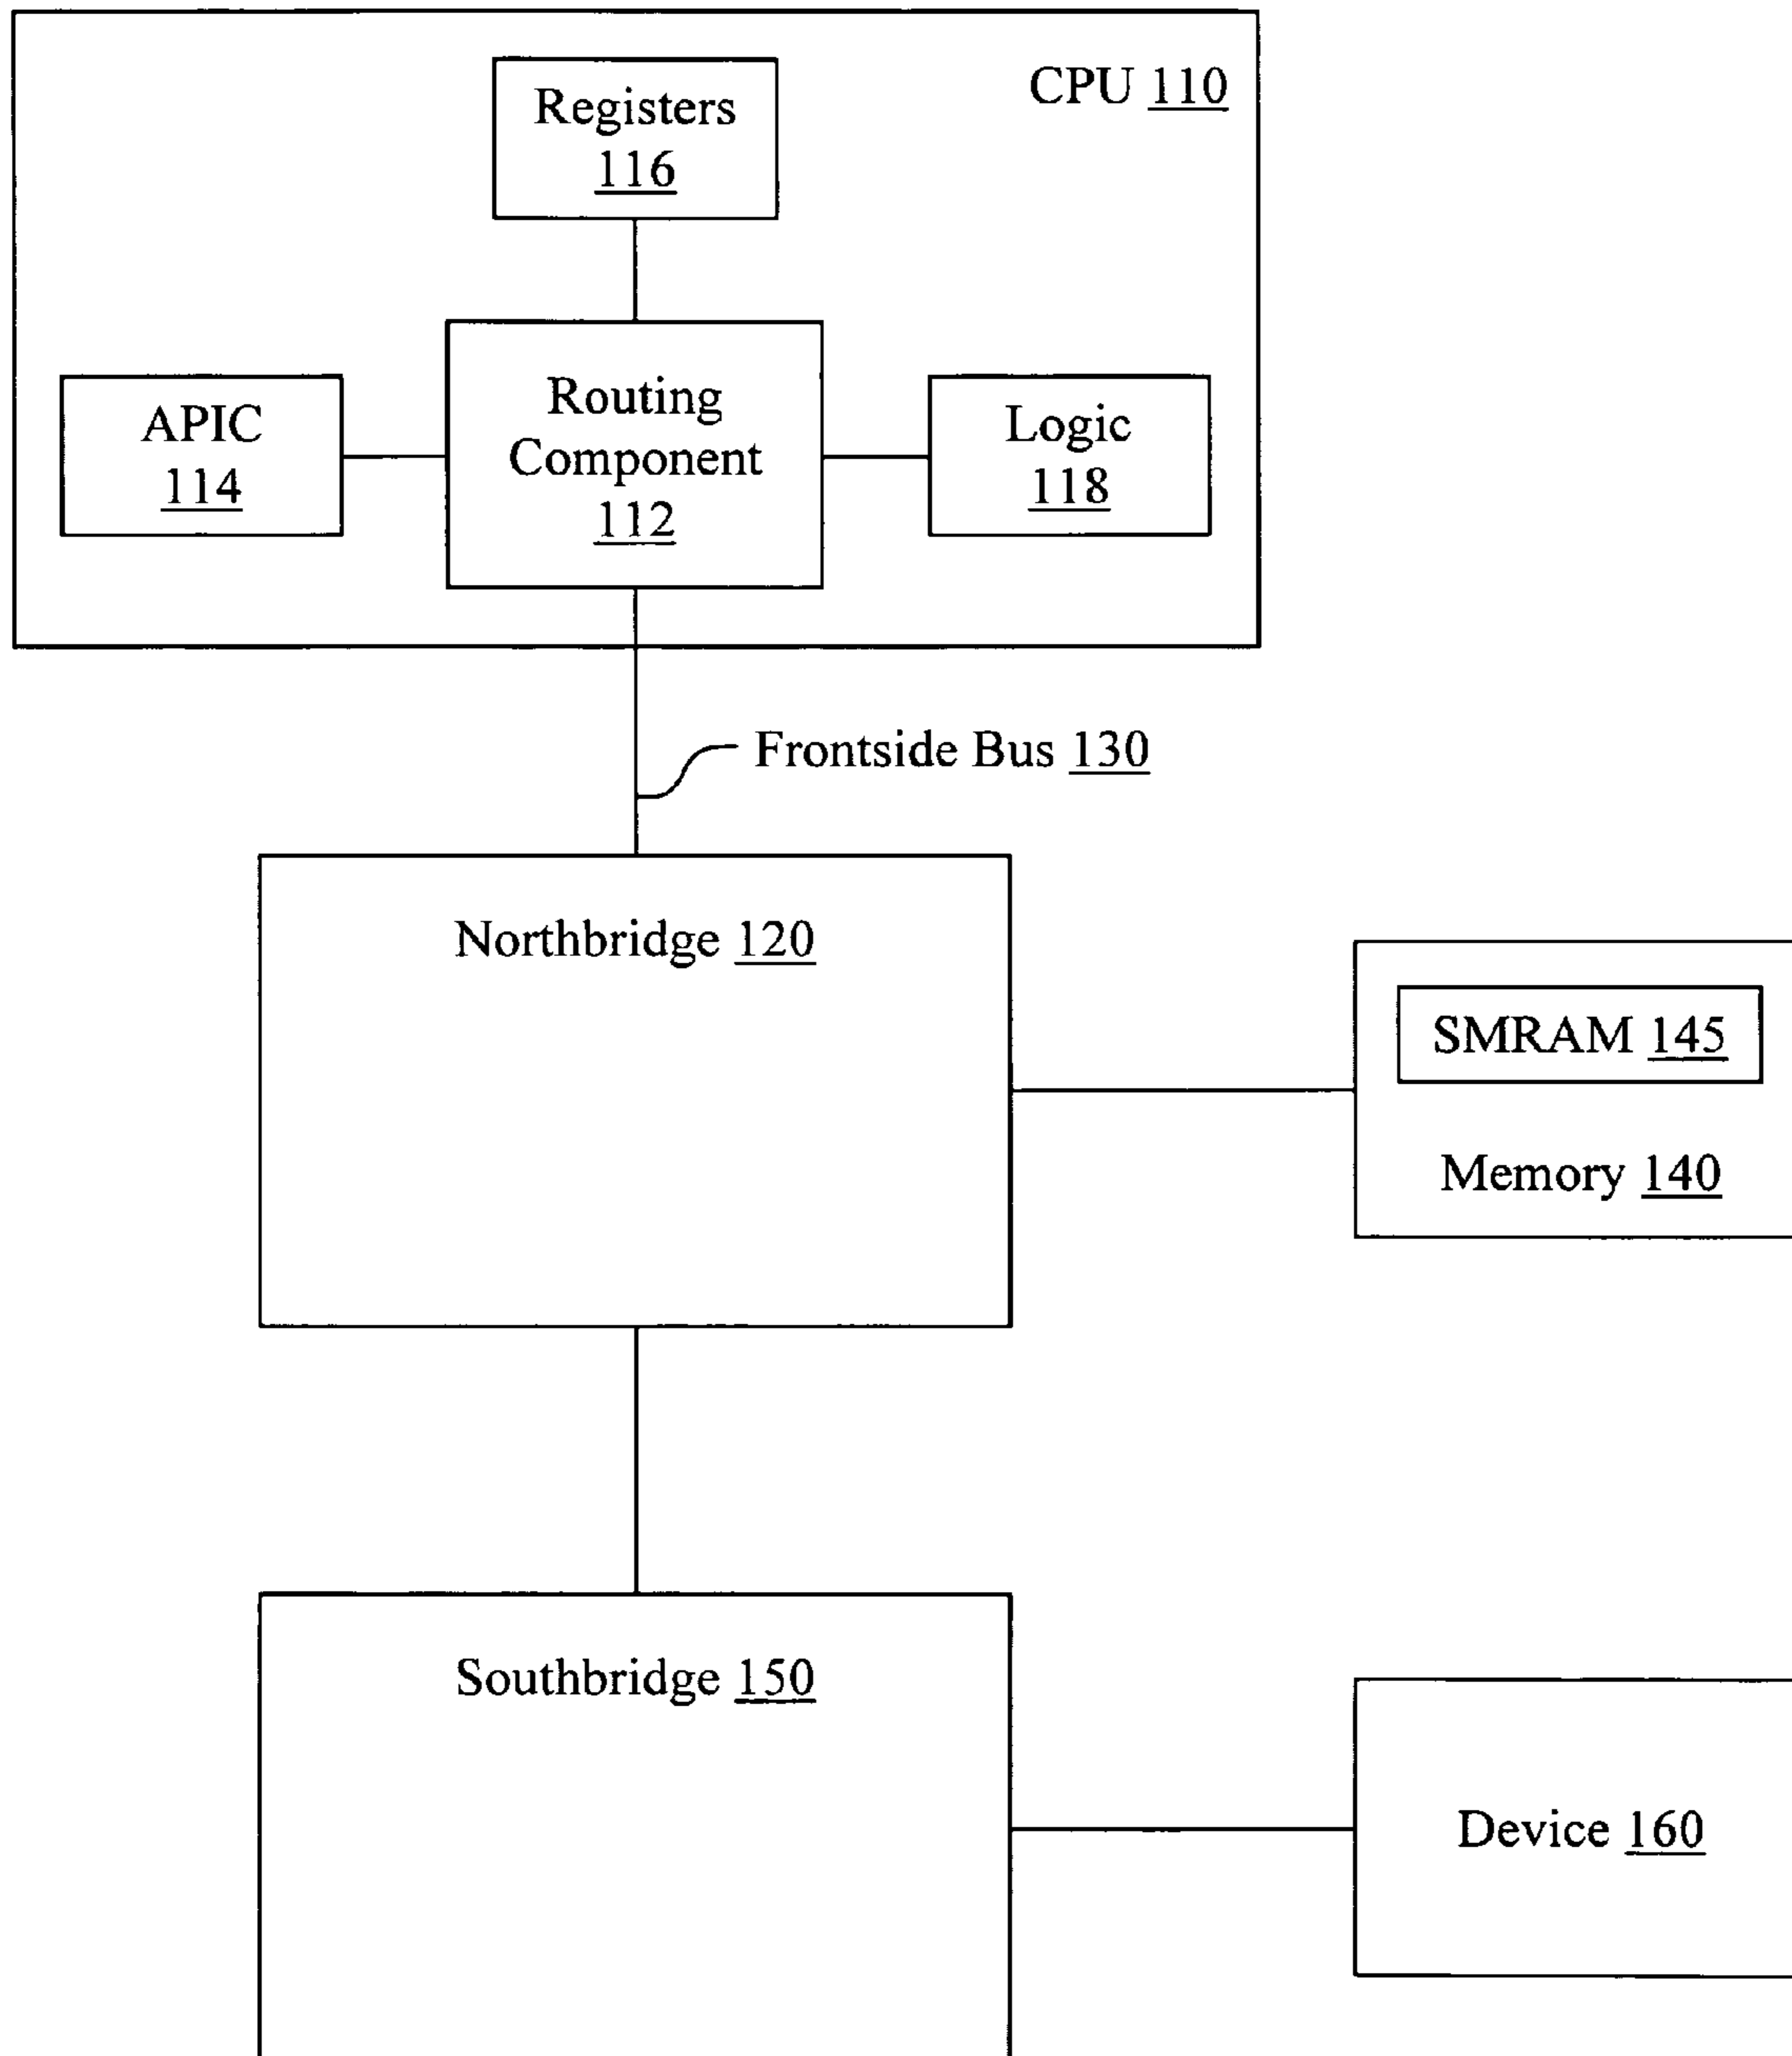 CPU 110
Registers
116
APIC
114
Routing
Component
112
Logic
118
Frontside Bus 130
Northbridge 120
SMRAM 145
Memory 140
Southbridge 150
Device 160